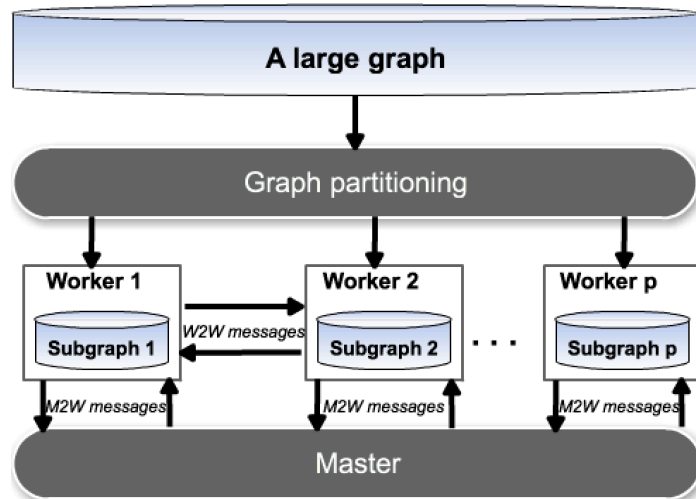 A large graph
Graph partitioning
Worker 1
Worker 2
Worker p
W2W messages
Subgraph 1
Subgraph 2
. . .
Subgraph p
M2W messages
M2W messages
M2W messages
Master